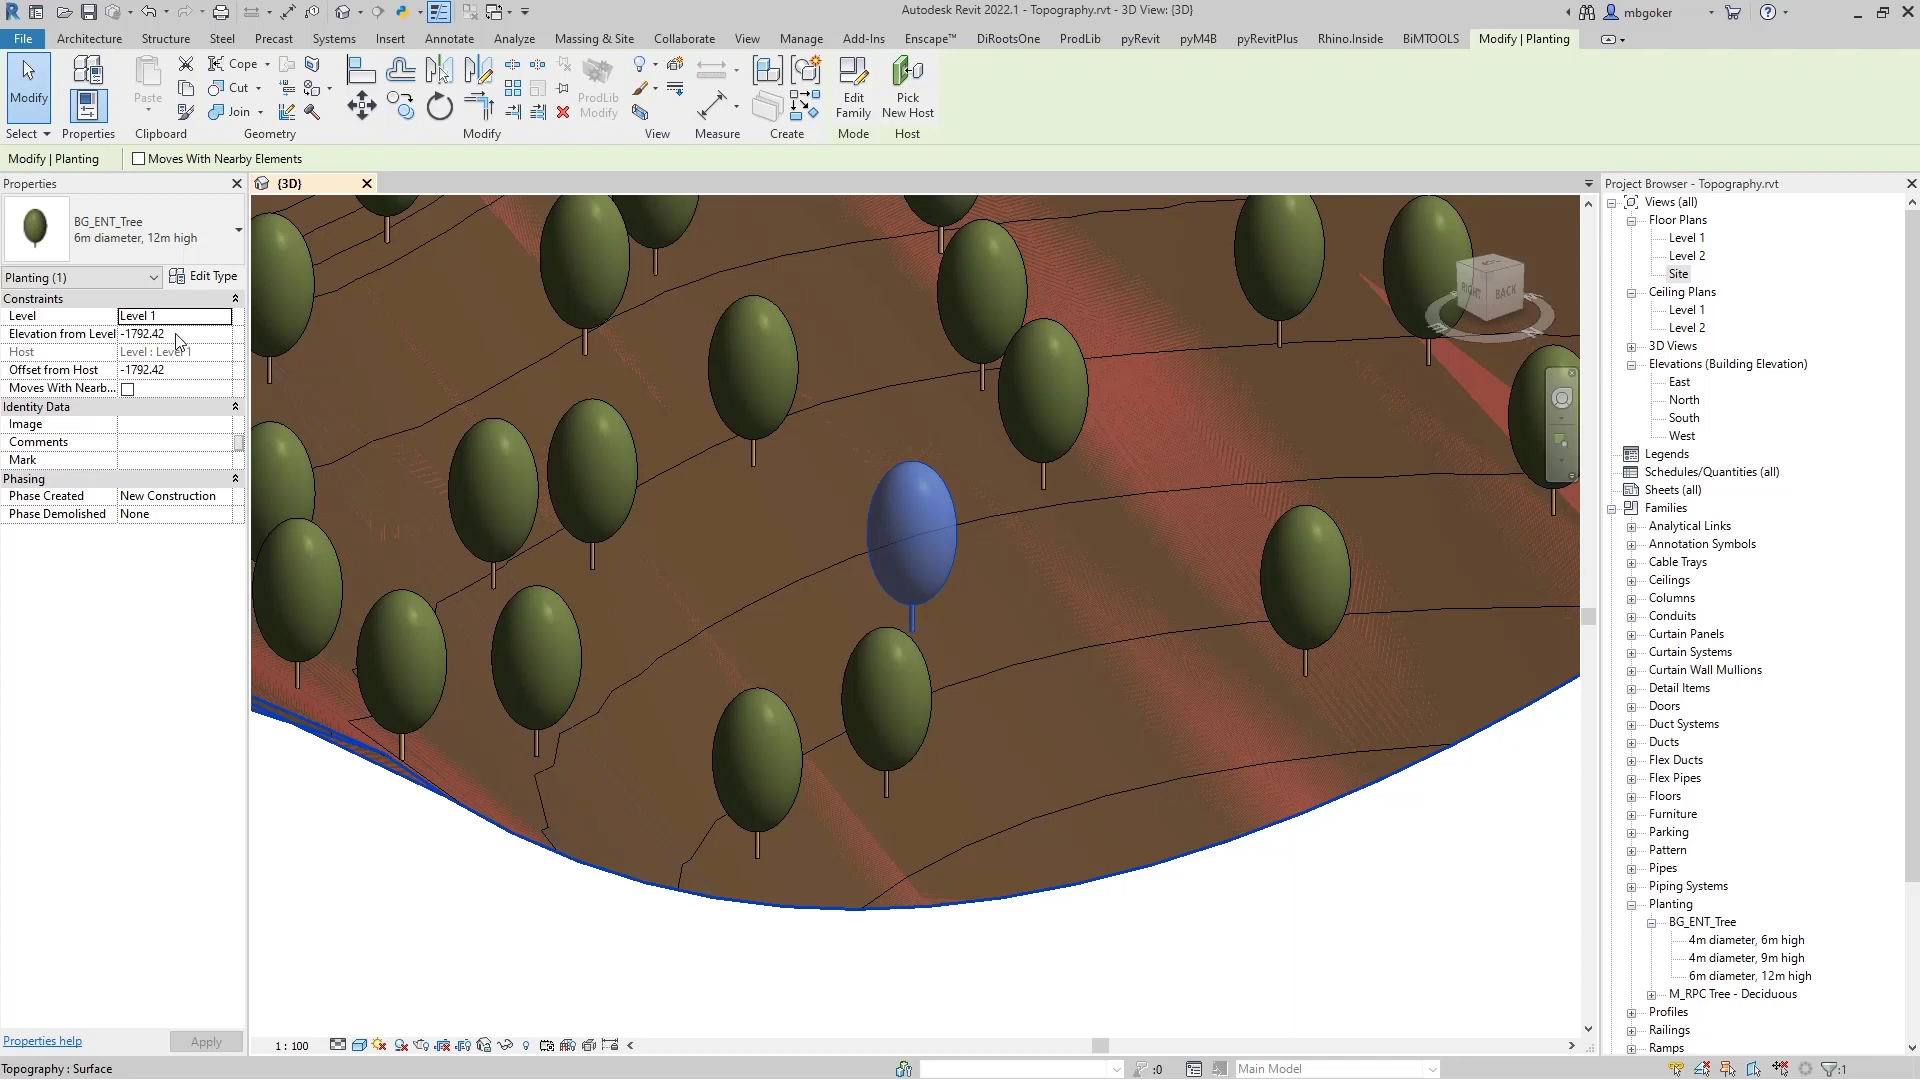 Autodesk Revit 2022.1 - Topography.rvt - 3D View: {3D}
mbgoker
File
Architecture
Structure
Steel
Precast
Systems
Insert
Annotate
Analyze
Massing & Site
Collaborate
View
Manage
Add-Ins
Enscape™
DiRootsOne
ProdLib
pyRevit
pyM4B
pyRevitPlus
Rhino.Inside
BiMTOOLS
Modify | Planting
Modify
Paste
Cope
Cut
Join
ProdLib
Modify
Edit
Family
Pick
New Host
Select
Properties
Clipboard
Geometry
Modify
View
Measure
Create
Mode
Host
Modify | Planting
Moves With Nearby Elements
Properties
BG_ENT_Tree
6m diameter, 12m high
Planting (1)
Edit Type
Constraints
Level
Level 1
Elevation from Level
-1792.42
Host
Level : Level 1
Offset from Host
-1792.42
Moves With Nearb...
Identity Data
Image
Comments
Mark
Phasing
Phase Created
New Construction
Phase Demolished
None
Properties help
Apply
{3D}
RIGHT
BACK
1 : 100
Project Browser - Topography.rvt
Views (all)
Floor Plans
Level 1
Level 2
Site
Ceiling Plans
Level 1
Level 2
3D Views
Elevations (Building Elevation)
East
North
South
West
Legends
Schedules/Quantities (all)
Sheets (all)
Families
Analytical Links
Annotation Symbols
Cable Trays
Ceilings
Columns
Conduits
Curtain Panels
Curtain Systems
Curtain Wall Mullions
Detail Items
Doors
Duct Systems
Ducts
Flex Ducts
Flex Pipes
Floors
Furniture
Parking
Pattern
Pipes
Piping Systems
Planting
BG_ENT_Tree
4m diameter, 6m high
4m diameter, 9m high
6m diameter, 12m high
M_RPC Tree - Deciduous
Profiles
Railings
Ramps
Topography : Surface
:0
Main Model
:1